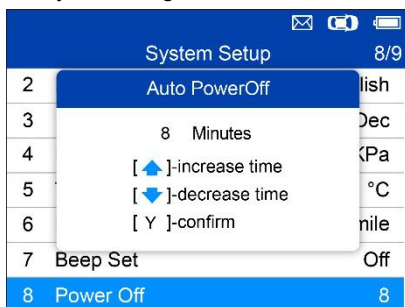 System Setup 8/9
2 Auto PowerOff lish
3 8 Minutes Dec
4 [ ]-increase time KPa
5 [ ]-decrease time °C
6 [ Y ]-confirm mile
7 Beep Set Off
8 Power Off 8